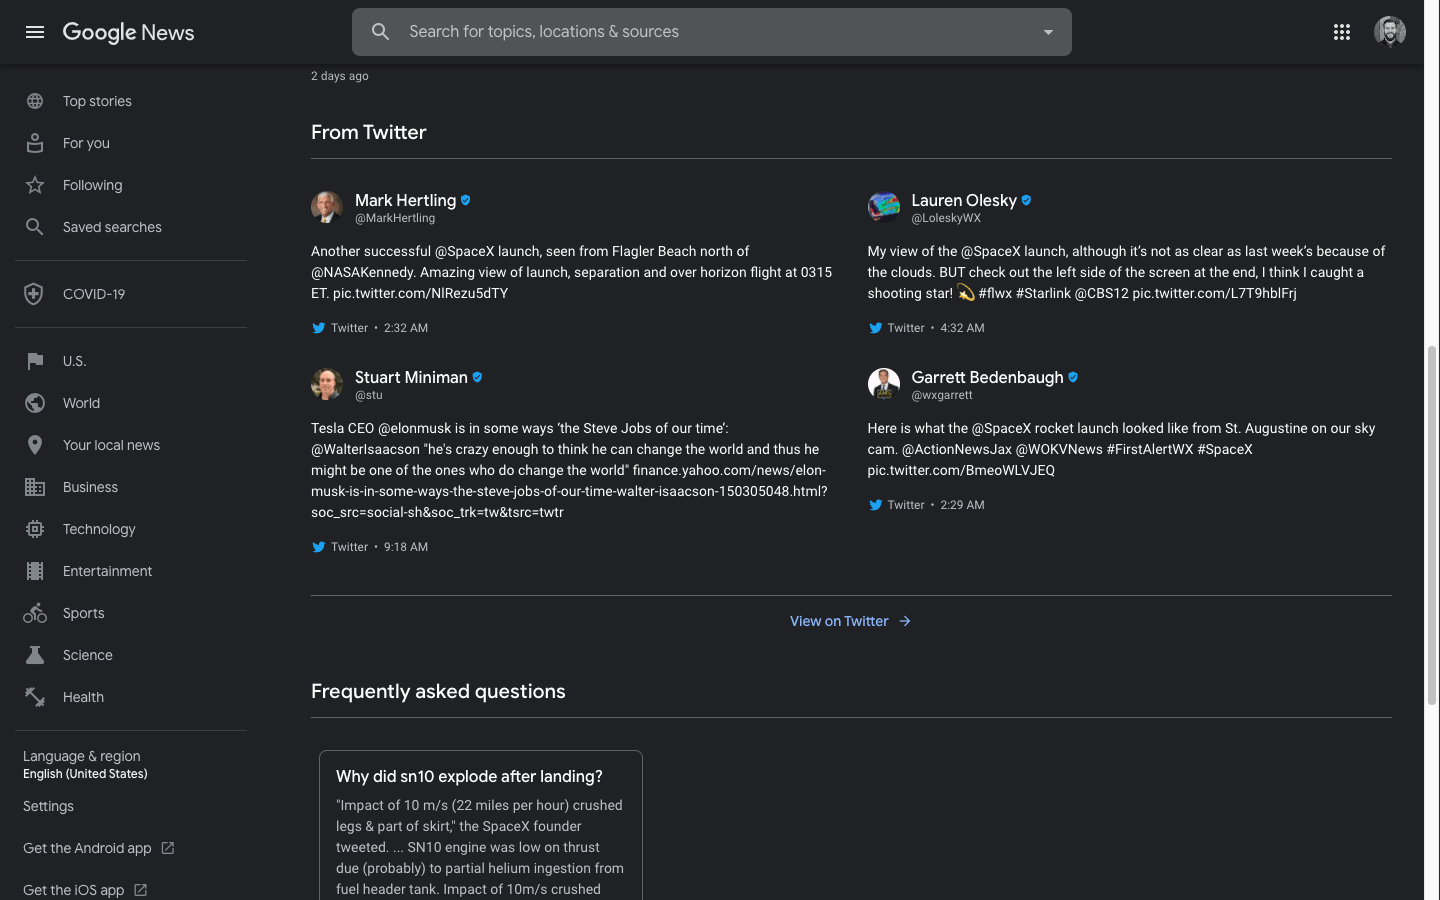 Google News
Search for topics, locations & sources
Top stories
For you
Following
Saved searches
COVID-19
U.S.
World
Your local news
Business
Technology
Entertainment
Sports
Science
Health
Language & region
English (United States)
Settings
Get the Android app
Get the iOS app
2 days ago
From Twitter
Mark Hertling
@MarkHertling
Another successful @SpaceX launch, seen from Flagler Beach north of
@NASAKennedy. Amazing view of launch, separation and over horizon flight at 0315
ET. pic.twitter.com/NlRezu5dTY
Twitter • 2:32 AM
Lauren Olesky
@LoleskyWX
My view of the @SpaceX launch, although it’s not as clear as last week’s because of
the clouds. BUT check out the left side of the screen at the end, I think I caught a
shooting star! 💫 #flwx #Starlink @CBS12 pic.twitter.com/L7T9hblFrj
Twitter • 4:32 AM
Stuart Miniman
@stu
Tesla CEO @elonmusk is in some ways ‘the Steve Jobs of our time’:
@WalterIsaacson "he's crazy enough to think he can change the world and thus he
might be one of the ones who do change the world" finance.yahoo.com/news/elon-
musk-is-in-some-ways-the-steve-jobs-of-our-time-walter-isaacson-150305048.html?
soc_src=social-sh&soc_trk=tw&tsrc=twtr
Twitter • 9:18 AM
Garrett Bedenbaugh
@wxgarrett
Here is what the @SpaceX rocket launch looked like from St. Augustine on our sky
cam. @ActionNewsJax @WOKVNews #FirstAlertWX #SpaceX
pic.twitter.com/BmeoWLVJEQ
Twitter • 2:29 AM
View on Twitter
Frequently asked questions
Why did sn10 explode after landing?
"Impact of 10 m/s (22 miles per hour) crushed
legs & part of skirt," the SpaceX founder
tweeted. ... SN10 engine was low on thrust
due (probably) to partial helium ingestion from
fuel header tank. Impact of 10m/s crushed